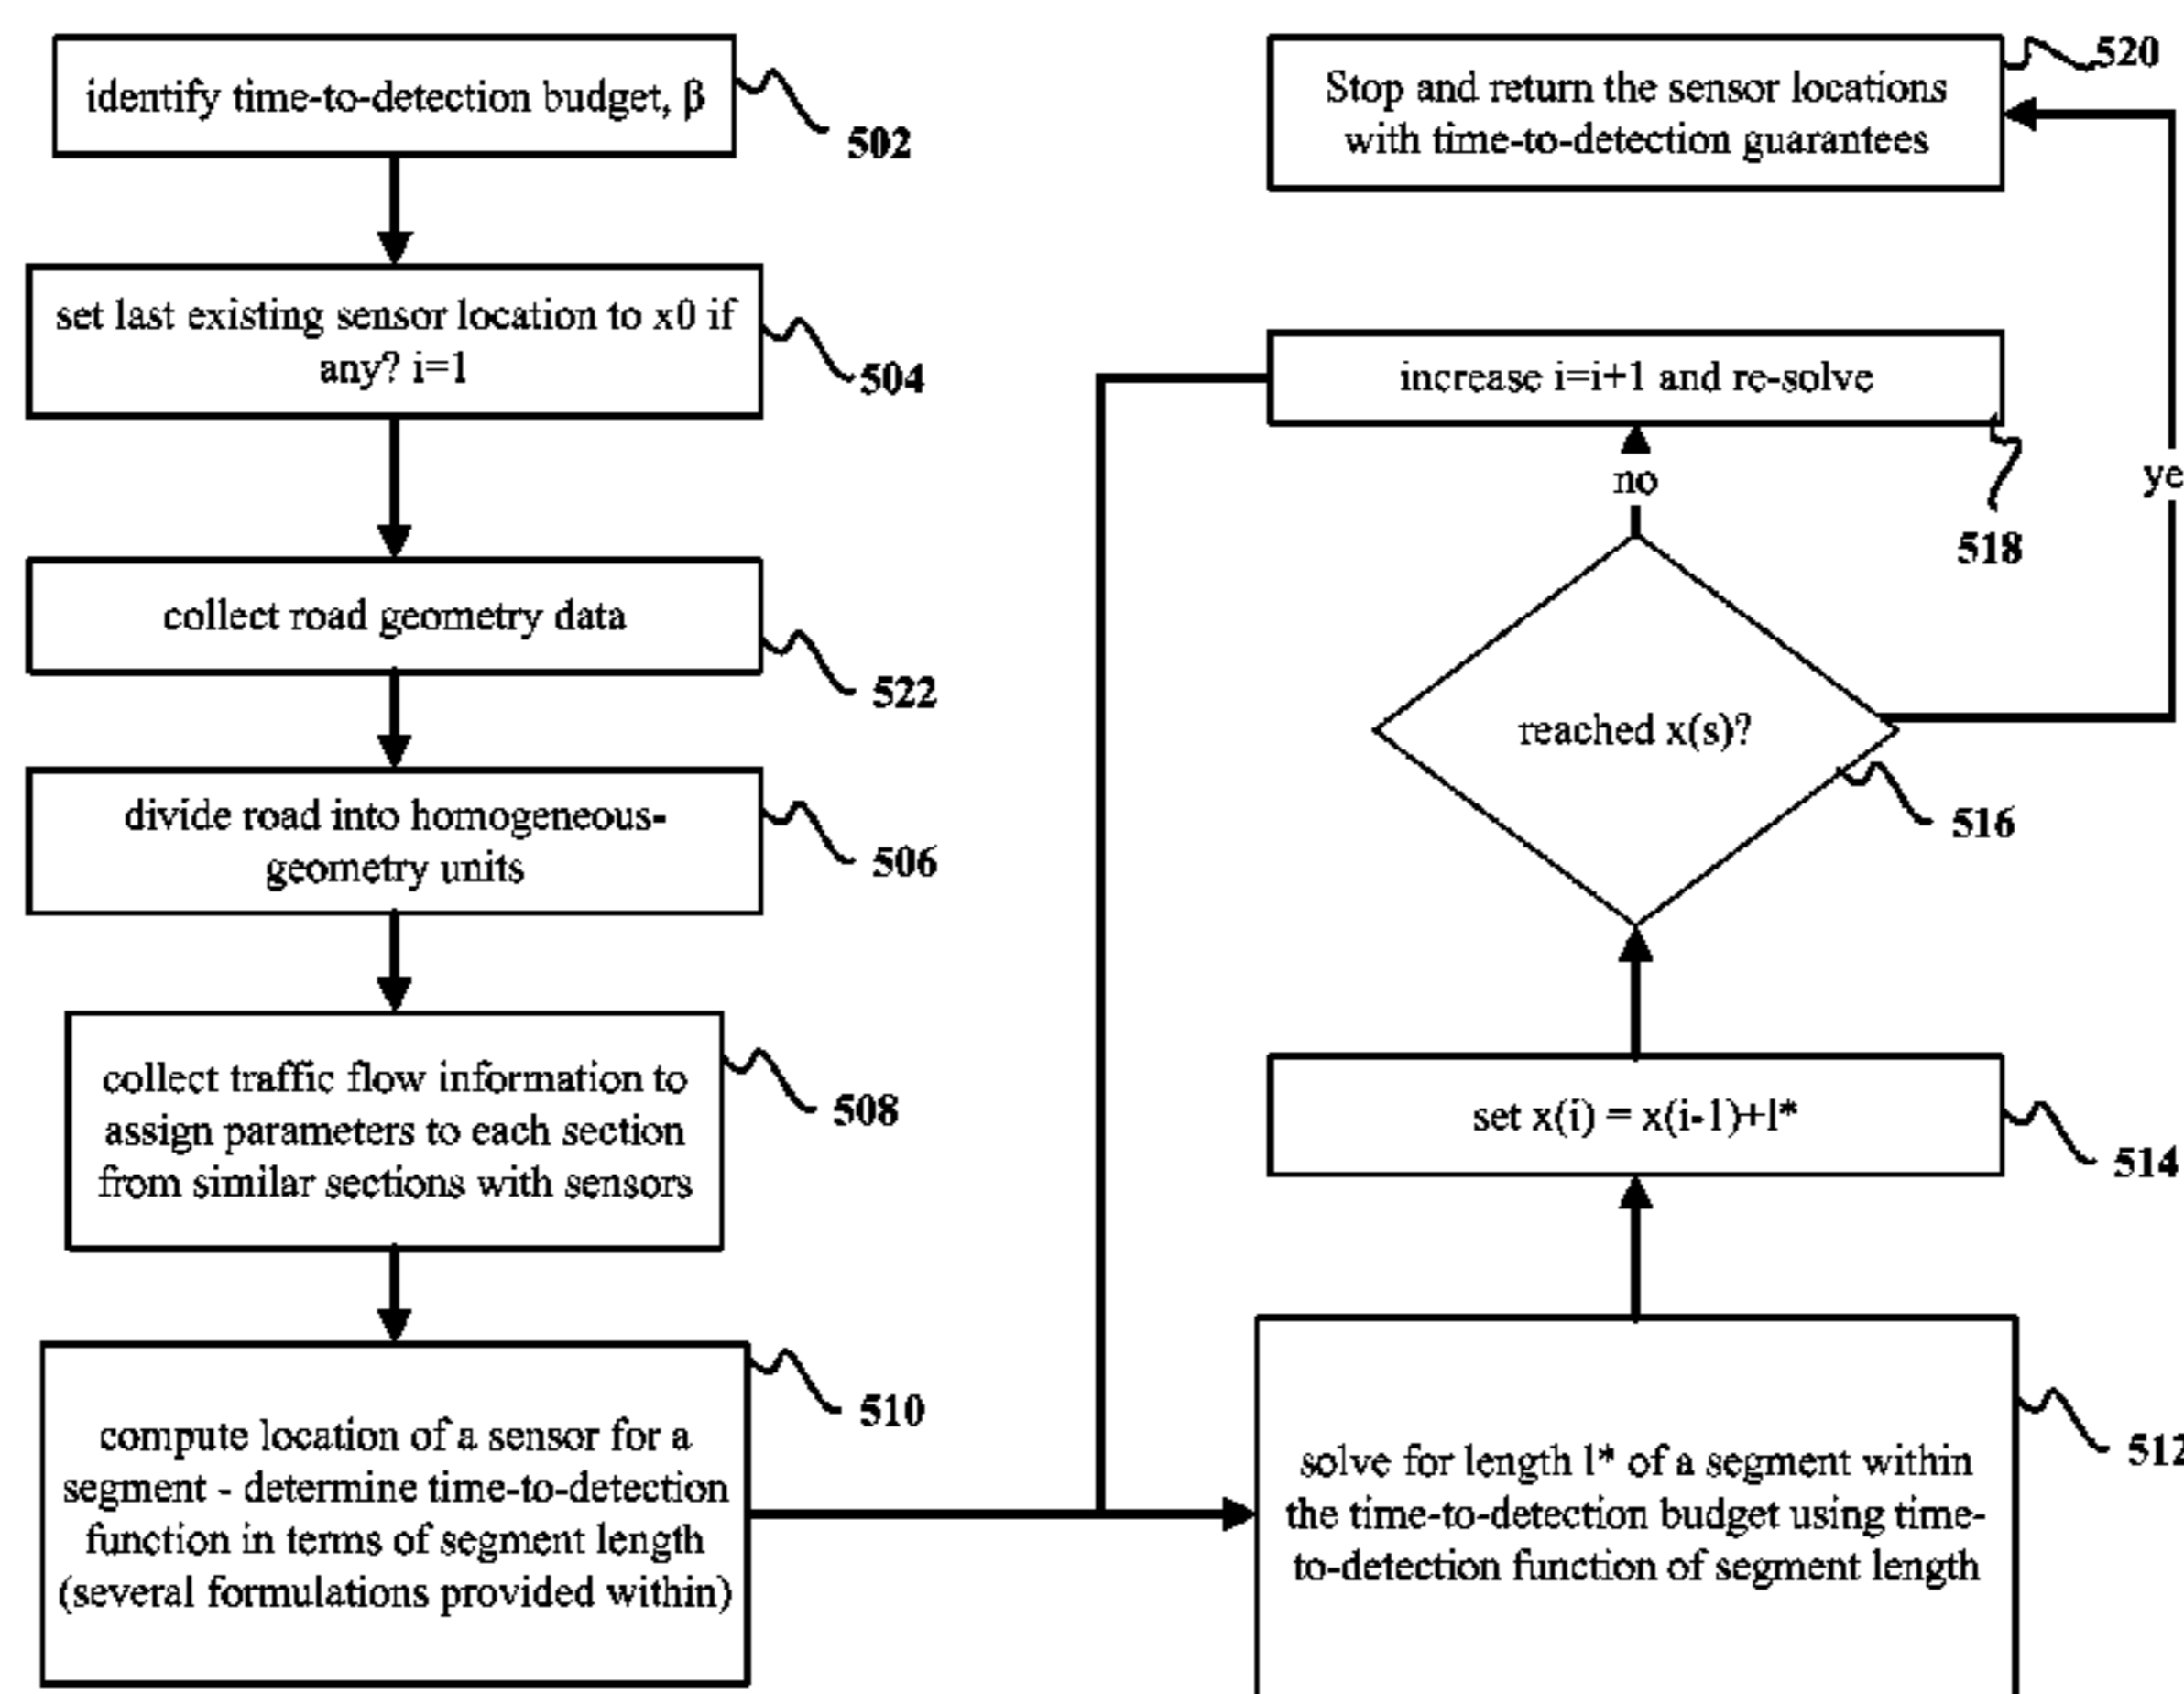 identify time-to-detection budget, β
502
set last existing sensor location to x0 if
any? i=1
504
collect road geometry data
522
divide road into homogeneous-
geometry units
506
collect traffic flow information to
assign parameters to each section
from similar sections with sensors
508
compute location of a sensor for a
segment - determine time-to-detection
function in terms of segment length
(several formulations provided within)
510
Stop and return the sensor locations
with time-to-detection guarantees
520
increase i=i+1 and re-solve
518
no
ye
reached x(s)?
516
set x(i) = x(i-1)+l*
514
solve for length l* of a segment within
the time-to-detection budget using time-
to-detection function of segment length
512